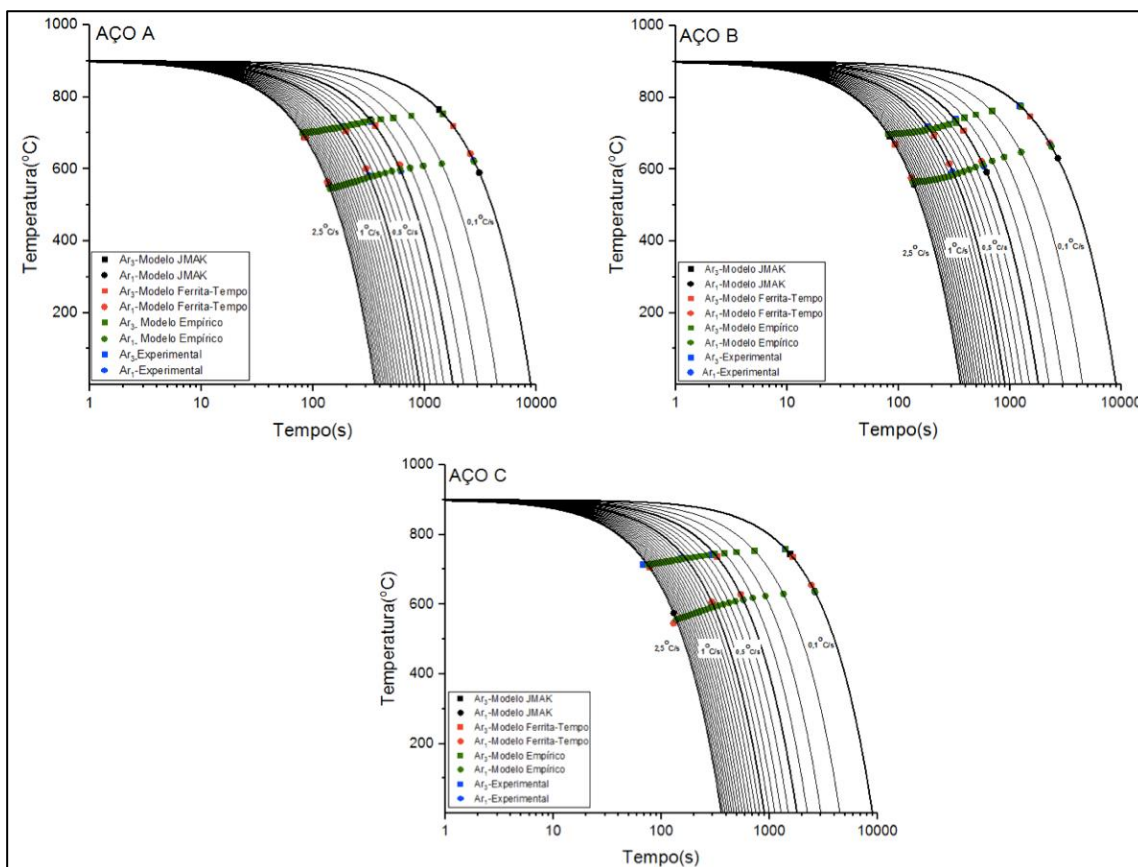 AÇO A
1000
800
600
400
200
Temperatura(°C)
2,5°C/s
1°C/s
0,5°C/s
0,1°C/s
Ar3-Modelo JMAK
Ar1-Modelo JMAK
Ar3-Modelo Ferrita-Tempo
Ar1-Modelo Ferrita-Tempo
Ar3- Modelo Empírico
Ar1- Modelo Empírico
Ar3-Experimental
Ar1-Experimental
1 10 100 1000 10000
Tempo(s)
AÇO B
1000
800
600
400
200
Temperatura(°C)
2,5°C/s
1°C/s
0,5°C/s
0,1°C/s
Ar3-Modelo JMAK
Ar1-Modelo JMAK
Ar3-Modelo Ferrita-Tempo
Ar1-Modelo Ferrita-Tempo
Ar3-Modelo Empírico
Ar1-Modelo Empírico
Ar3-Experimental
Ar1-Experimental
1 10 100 1000 10000
Tempo(s)
AÇO C
1000
800
600
400
200
Temperatura(°C)
2,5°C/s
1°C/s
0,5°C/s
0,1°C/s
Ar3-Modelo JMAK
Ar1-Modelo JMAK
Ar3-Modelo Ferrita-Tempo
Ar1-Modelo Ferrita-Tempo
Ar3-Modelo Empírico
Ar1-Modelo Empírico
Ar3-Experimental
Ar1-Experimental
1 10 100 1000 10000
Tempo(s)